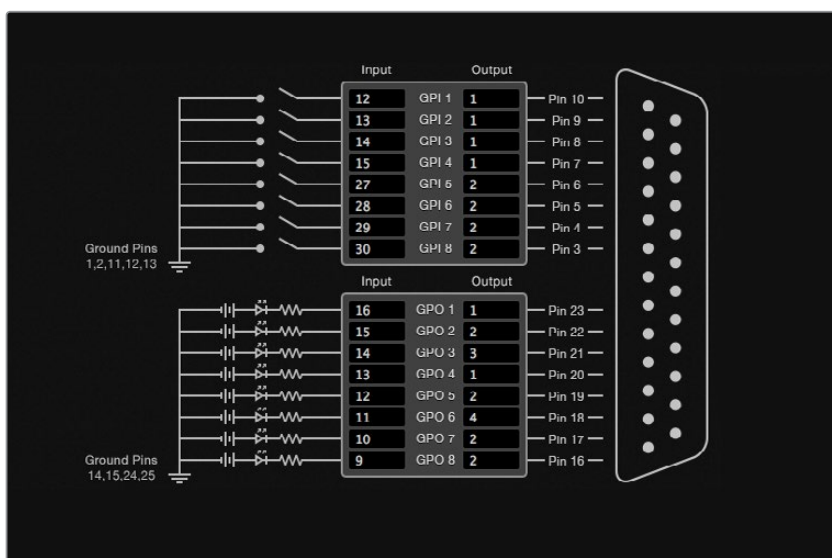 Input Output
12 GPI 1 1 Pin 10
13 GPI 2 1 Pin 9
14 GPI 3 1 Pin 8
15 GPI 4 1 Pin 7
27 GPI 5 2 Pin 6
28 GPI 6 2 Pin 5
29 GPI 7 2 Pin 4
30 GPI 8 2 Pin 3
Ground Pins
1,2,11,12,13
Input Output
16 GPO 1 1 Pin 23
15 GPO 2 2 Pin 22
14 GPO 3 3 Pin 21
13 GPO 4 1 Pin 20
12 GPO 5 2 Pin 19
11 GPO 6 4 Pin 18
10 GPO 7 2 Pin 17
9 GPO 8 2 Pin 16
Ground Pins
14,15,24,25